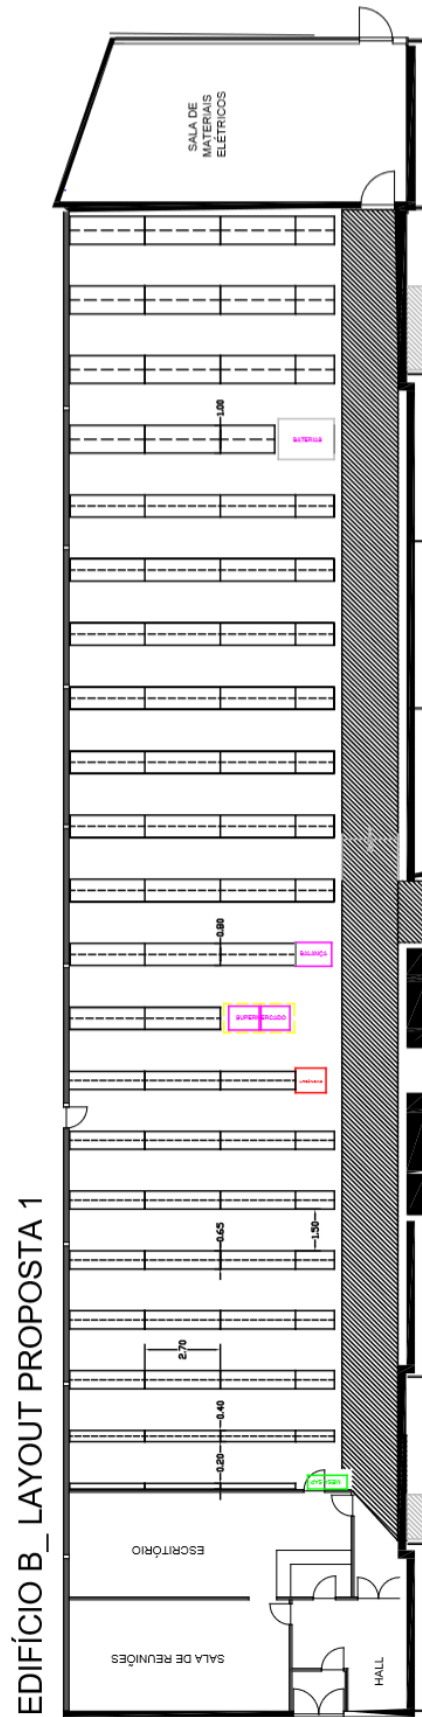 SALA DE
MATERIAIS
ELÉTRICOS
1.00
BATERIAS
0.80
BALANÇA
SUPERMERCADO
0.65
1.50
2.70
0.40
0.20
ESCRITÓRIO
SALA DE REUNIÕES
HALL
EDIFÍCIO B_ LAYOUT PROPOSTA 1